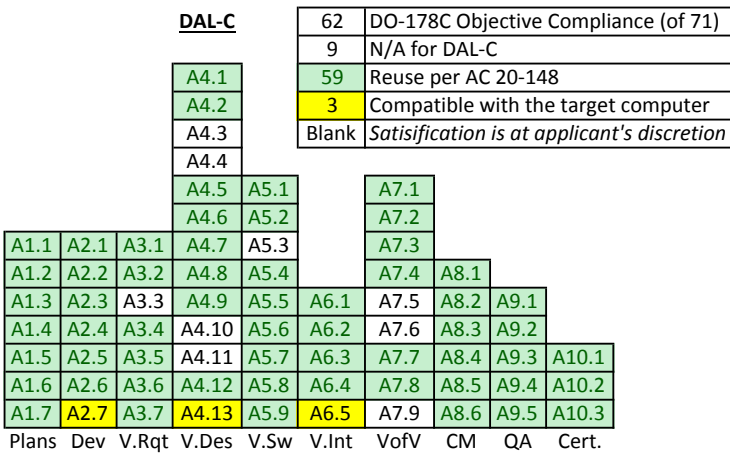 DAL-C 62 DO-178C Objective Compliance (of 71)
9 N/A for DAL-C
A4.1 59 Reuse per AC 20-148
A4.2 3 Compatible with the target computer
A4.3 Blank Satisification is at applicant's discretion
A4.4
A4.5 A5.1 A7.1
A4.6 A5.2 A7.2
A1.1 A2.1 A3.1 A4.7 A5.3 A7.3
A1.2 A2.2 A3.2 A4.8 A5.4 A7.4 A8.1
A1.3 A2.3 A3.3 A4.9 A5.5 A6.1 A7.5 A8.2 A9.1
A1.4 A2.4 A3.4 A4.10 A5.6 A6.2 A7.6 A8.3 A9.2
A1.5 A2.5 A3.5 A4.11 A5.7 A6.3 A7.7 A8.4 A9.3 A10.1
A1.6 A2.6 A3.6 A4.12 A5.8 A6.4 A7.8 A8.5 A9.4 A10.2
A1.7 A2.7 A3.7 A4.13 A5.9 A6.5 A7.9 A8.6 A9.5 A10.3
Plans Dev V.Rqt V.Des V.Sw V.Int VofV CM QA Cert.